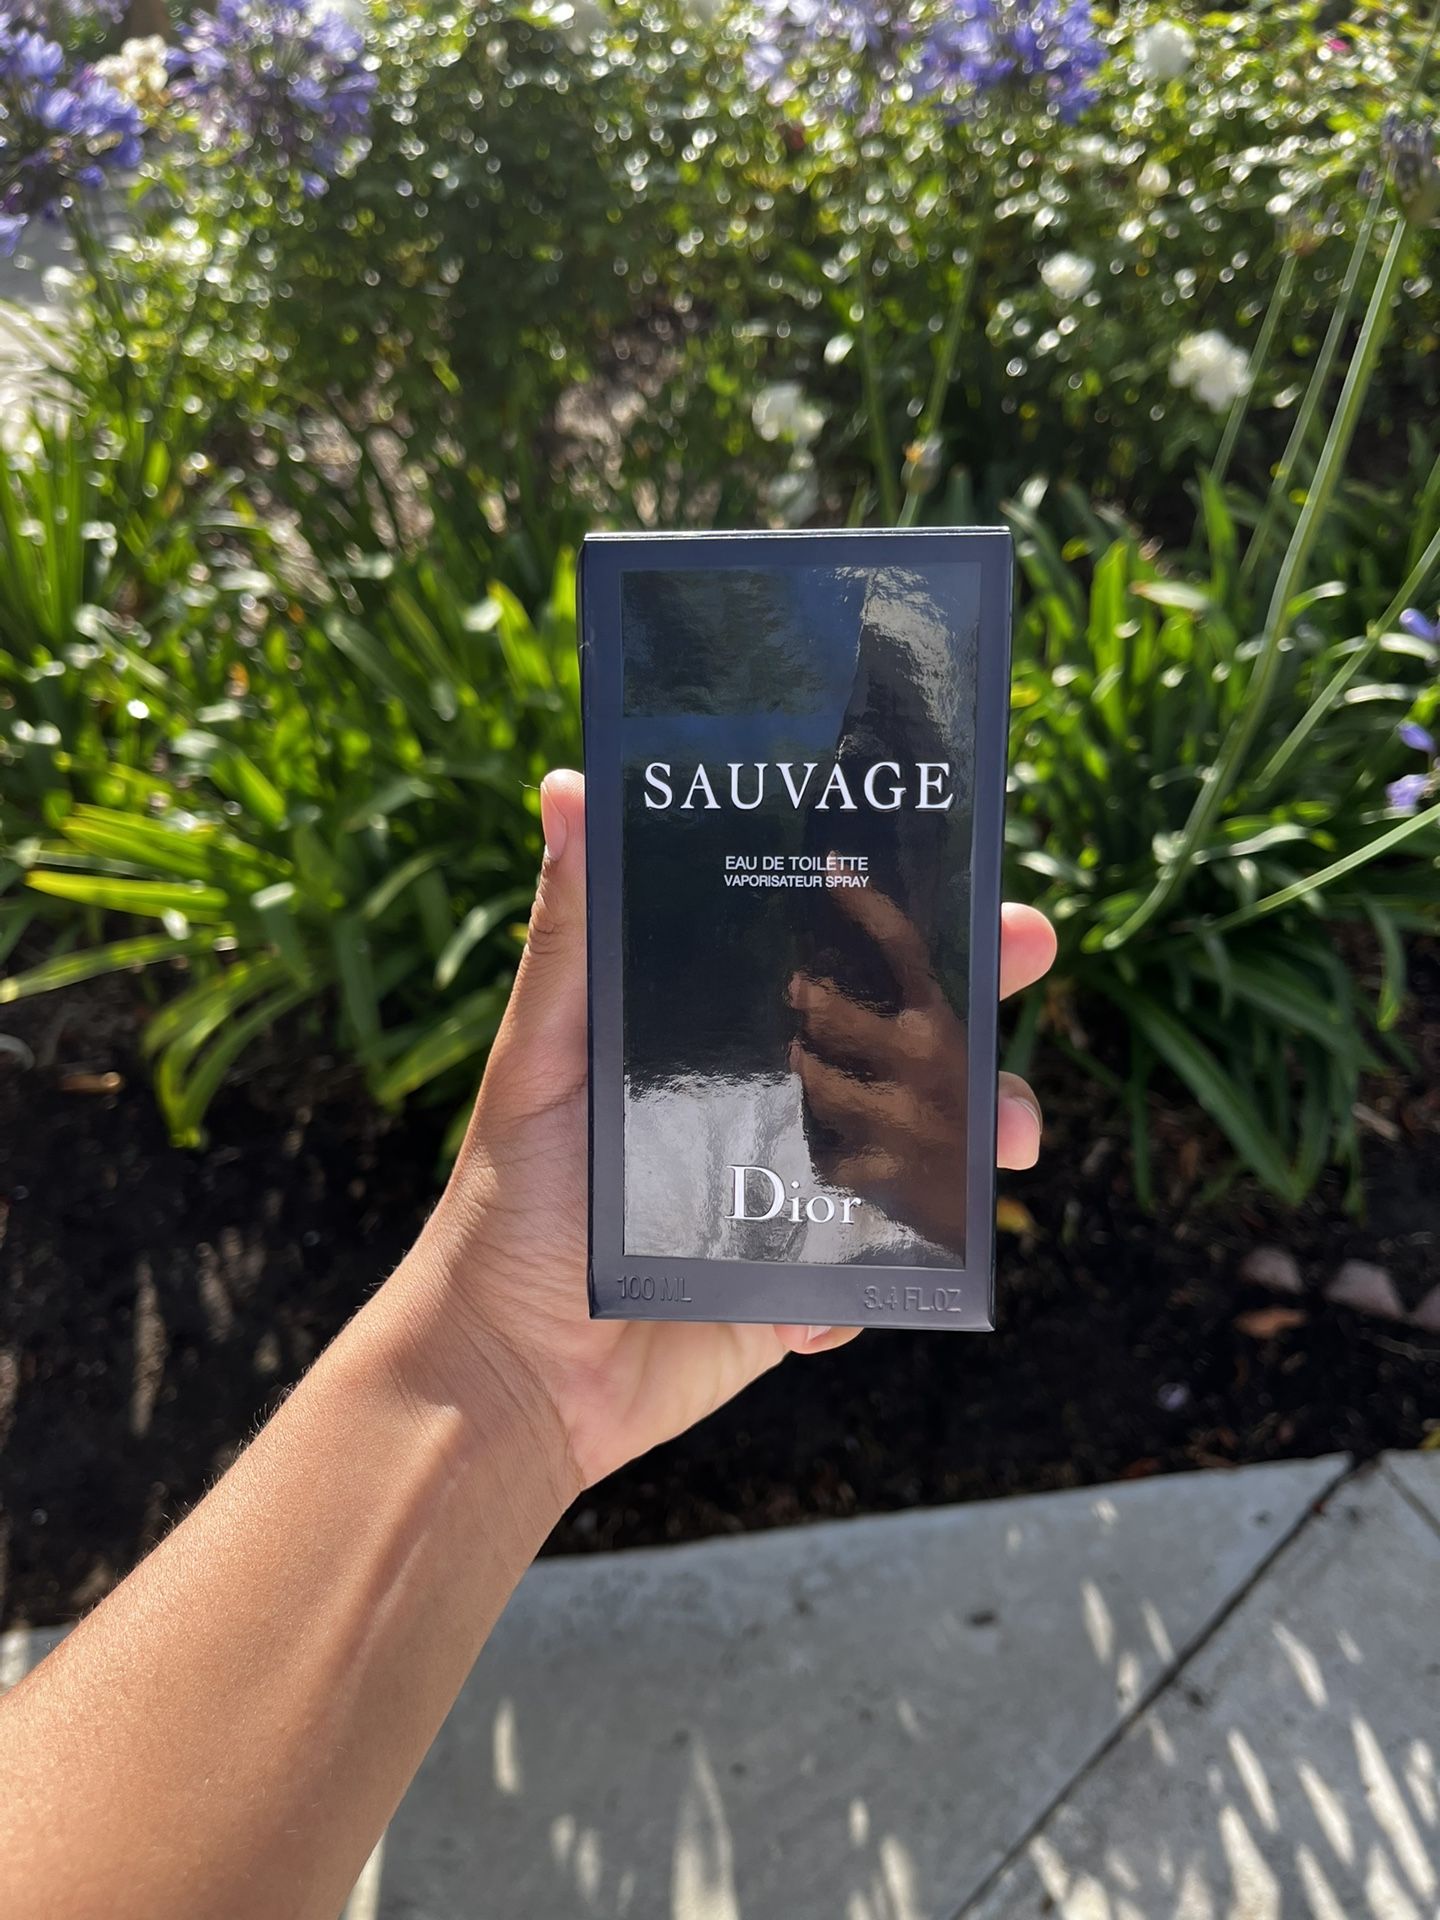 SAUVAGE
EAU DE TOILETTE
VAPORISATEUR SPRAY
Dior
100 ML 3.4 FL.OZ